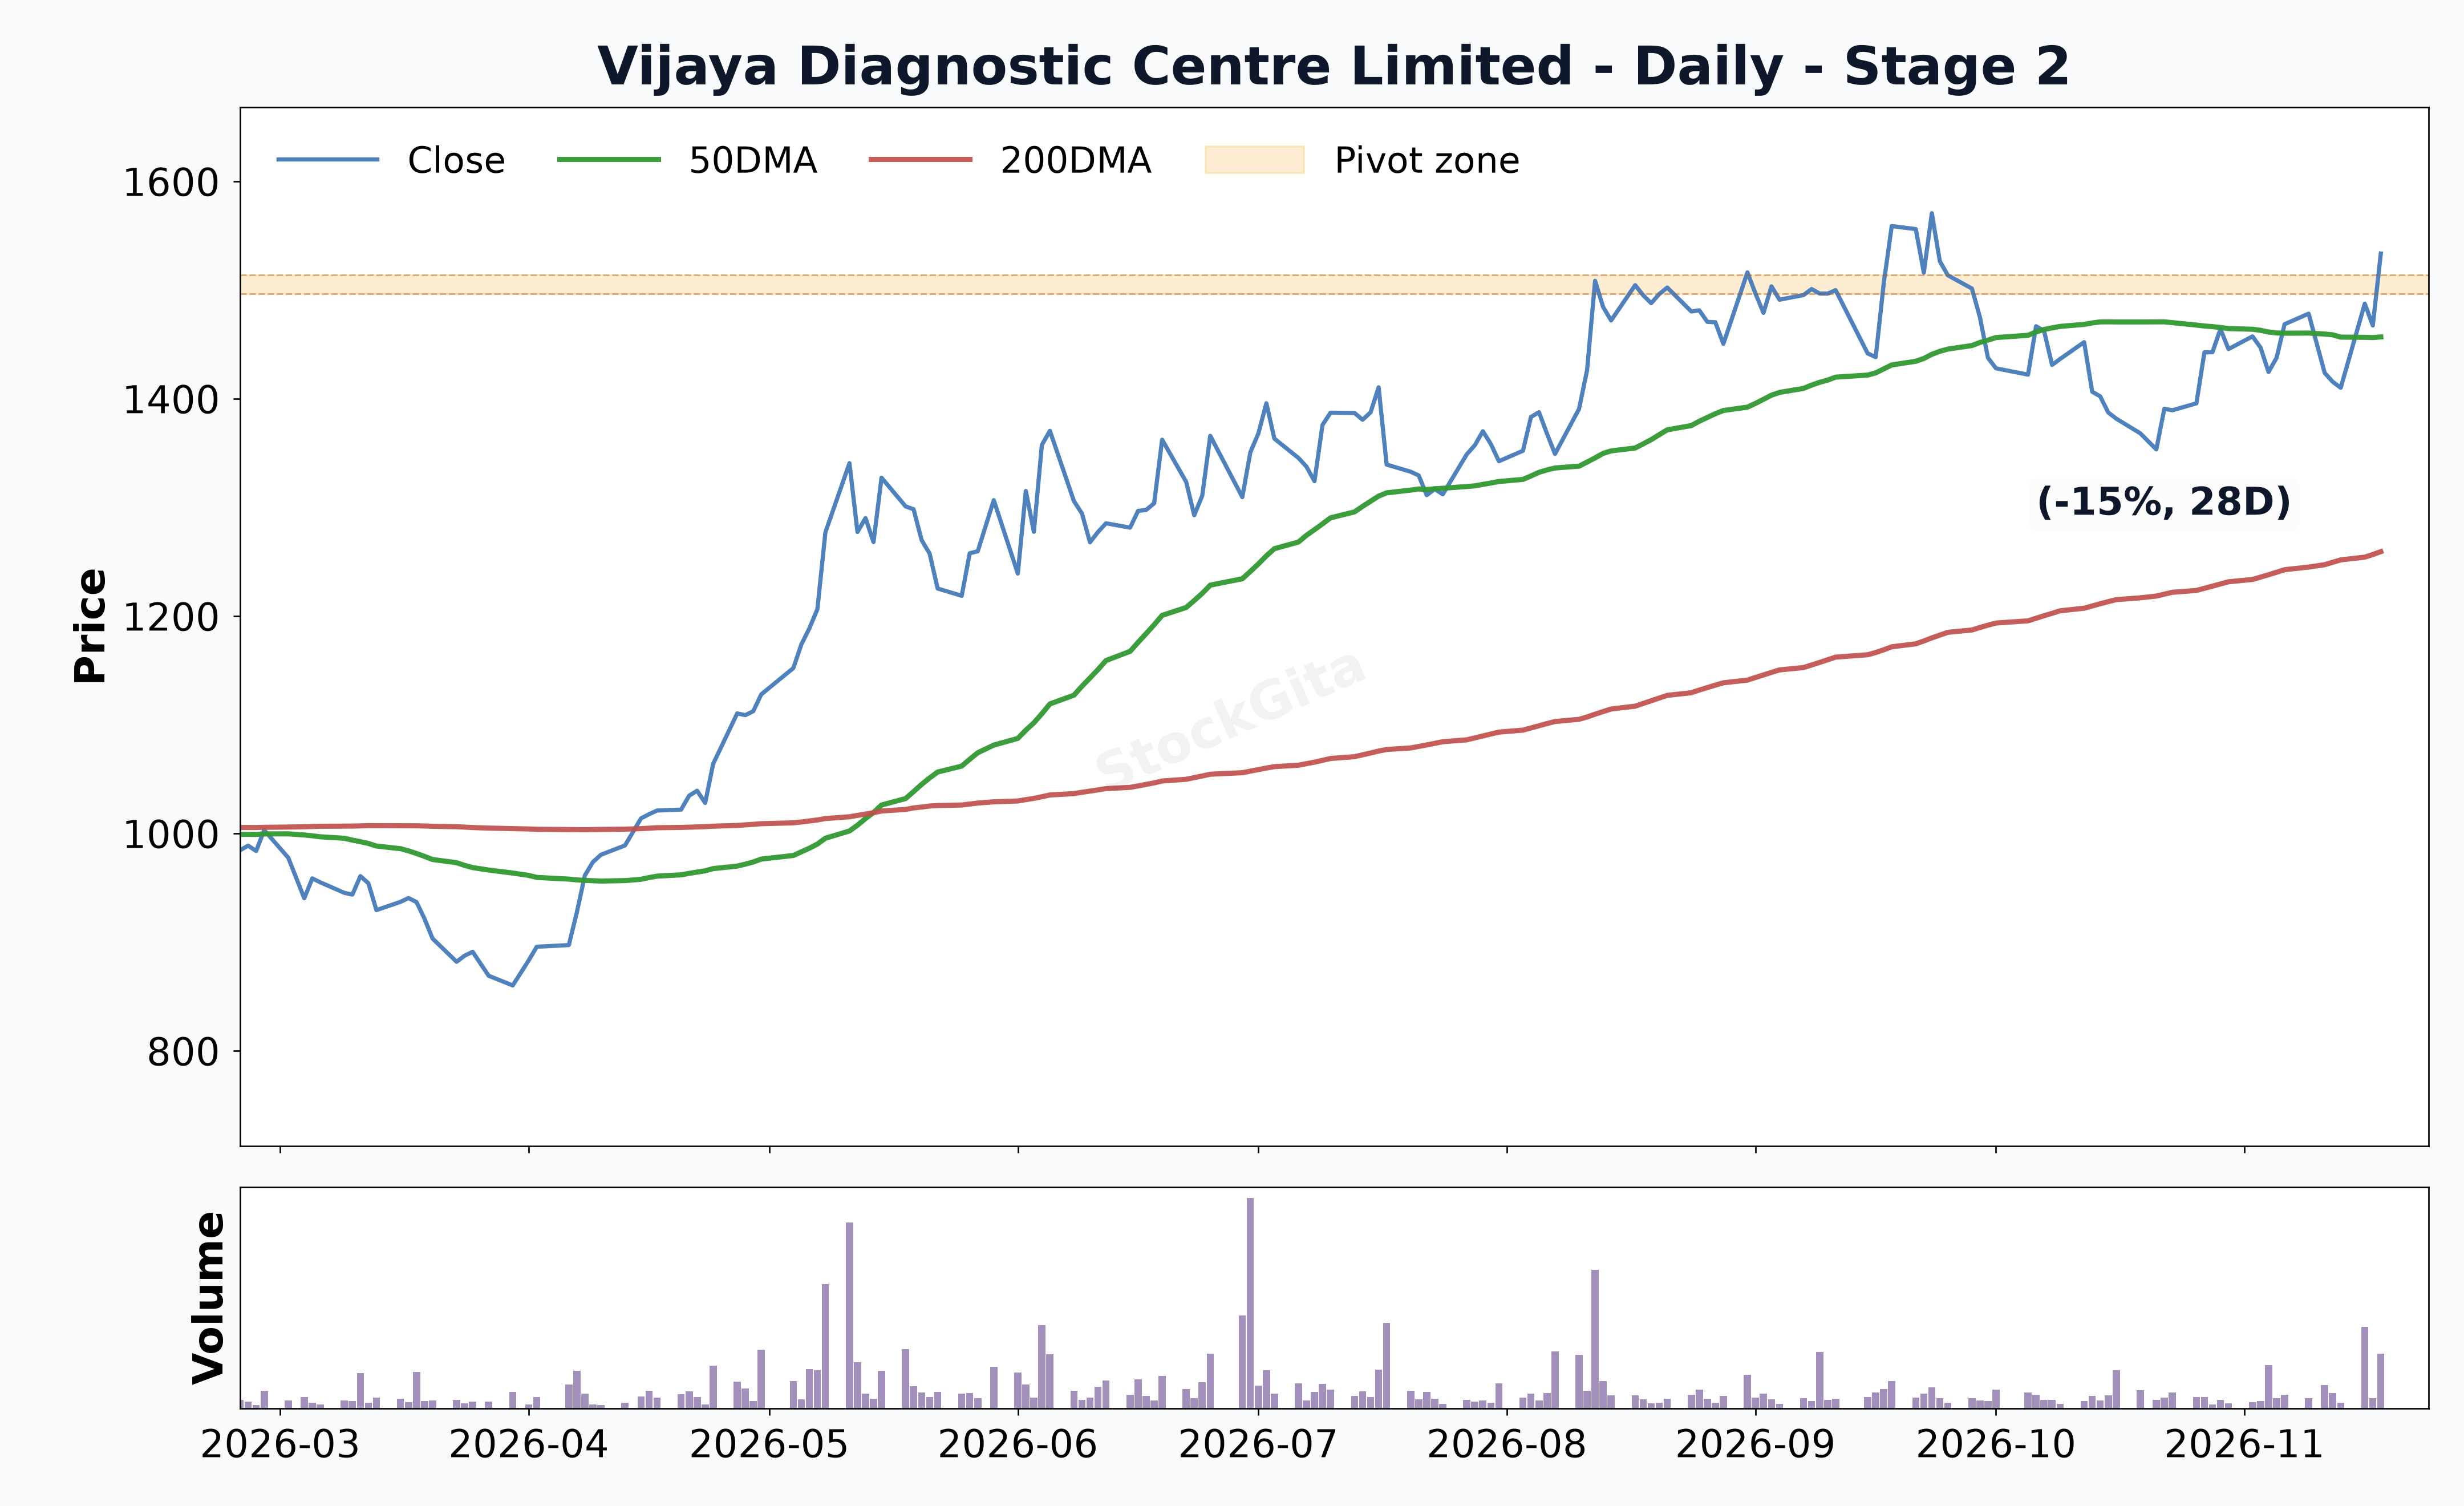 Vijaya Diagnostic Centre Limited - Daily - Stage 2
Close 50DMA 200DMA Pivot zone
1600
1400
1200
1000
800
Price
(-15%, 28D)
StockGita
Volume
2026-03 2026-04 2026-05 2026-06 2026-07 2026-08 2026-09 2026-10 2026-11